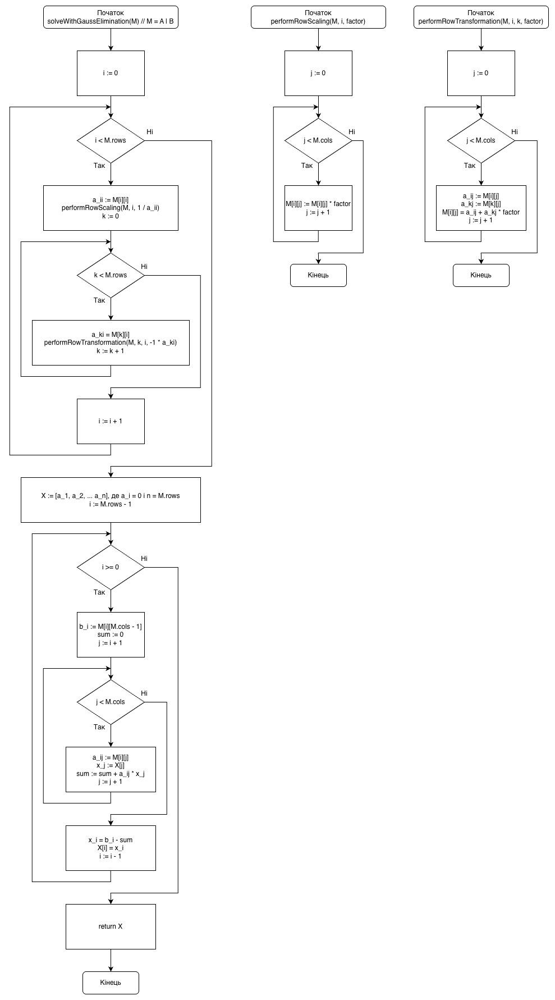 Початок
solveWithGaussElimination(M) // M = A | B
i := 0
i < M.rows
Ні
Так
a_ii := M[i][i]
performRowScaling(M, i, 1 / a_ii)
k := 0
k < M.rows
Ні
Так
a_ki = M[k][i]
performRowTransformation(M, k, i, -1 * a_ki)
k := k + 1
i := i + 1
X := [a_1, a_2, ... a_n], де a_i = 0 і n = M.rows
i := M.rows - 1
i >= 0
Ні
Так
b_i := M[i][M.cols - 1]
sum := 0
j := i + 1
j < M.cols
Ні
Так
a_ij := M[i][j]
x_j := X[j]
sum := sum + a_ij * x_j
j := j + 1
x_i = b_i - sum
X[i] = x_i
i := i - 1
return X
Кінець
Початок
performRowScaling(M, i, factor)
j := 0
j < M.cols
Ні
Так
M[i][j] := M[i][j] * factor
j := j + 1
Кінець
Початок
performRowTransformation(M, i, k, factor)
j := 0
j < M.cols
Ні
Так
a_ij := M[i][j]
a_kj := M[k][j]
M[i][j] = a_ij + a_kj * factor
j := j + 1
Кінець